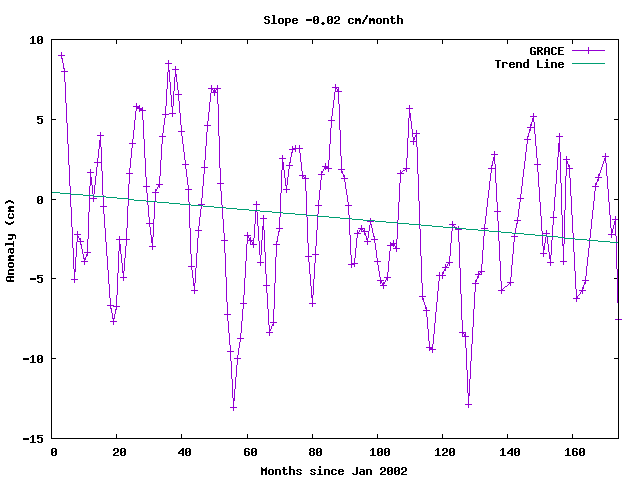 Slope -0.02 cm/month
GRACE
Trend Line
10
5
0
-5
-10
-15
Anomaly (cm)
0 20 40 60 80 100 120 140 160
Months since Jan 2002